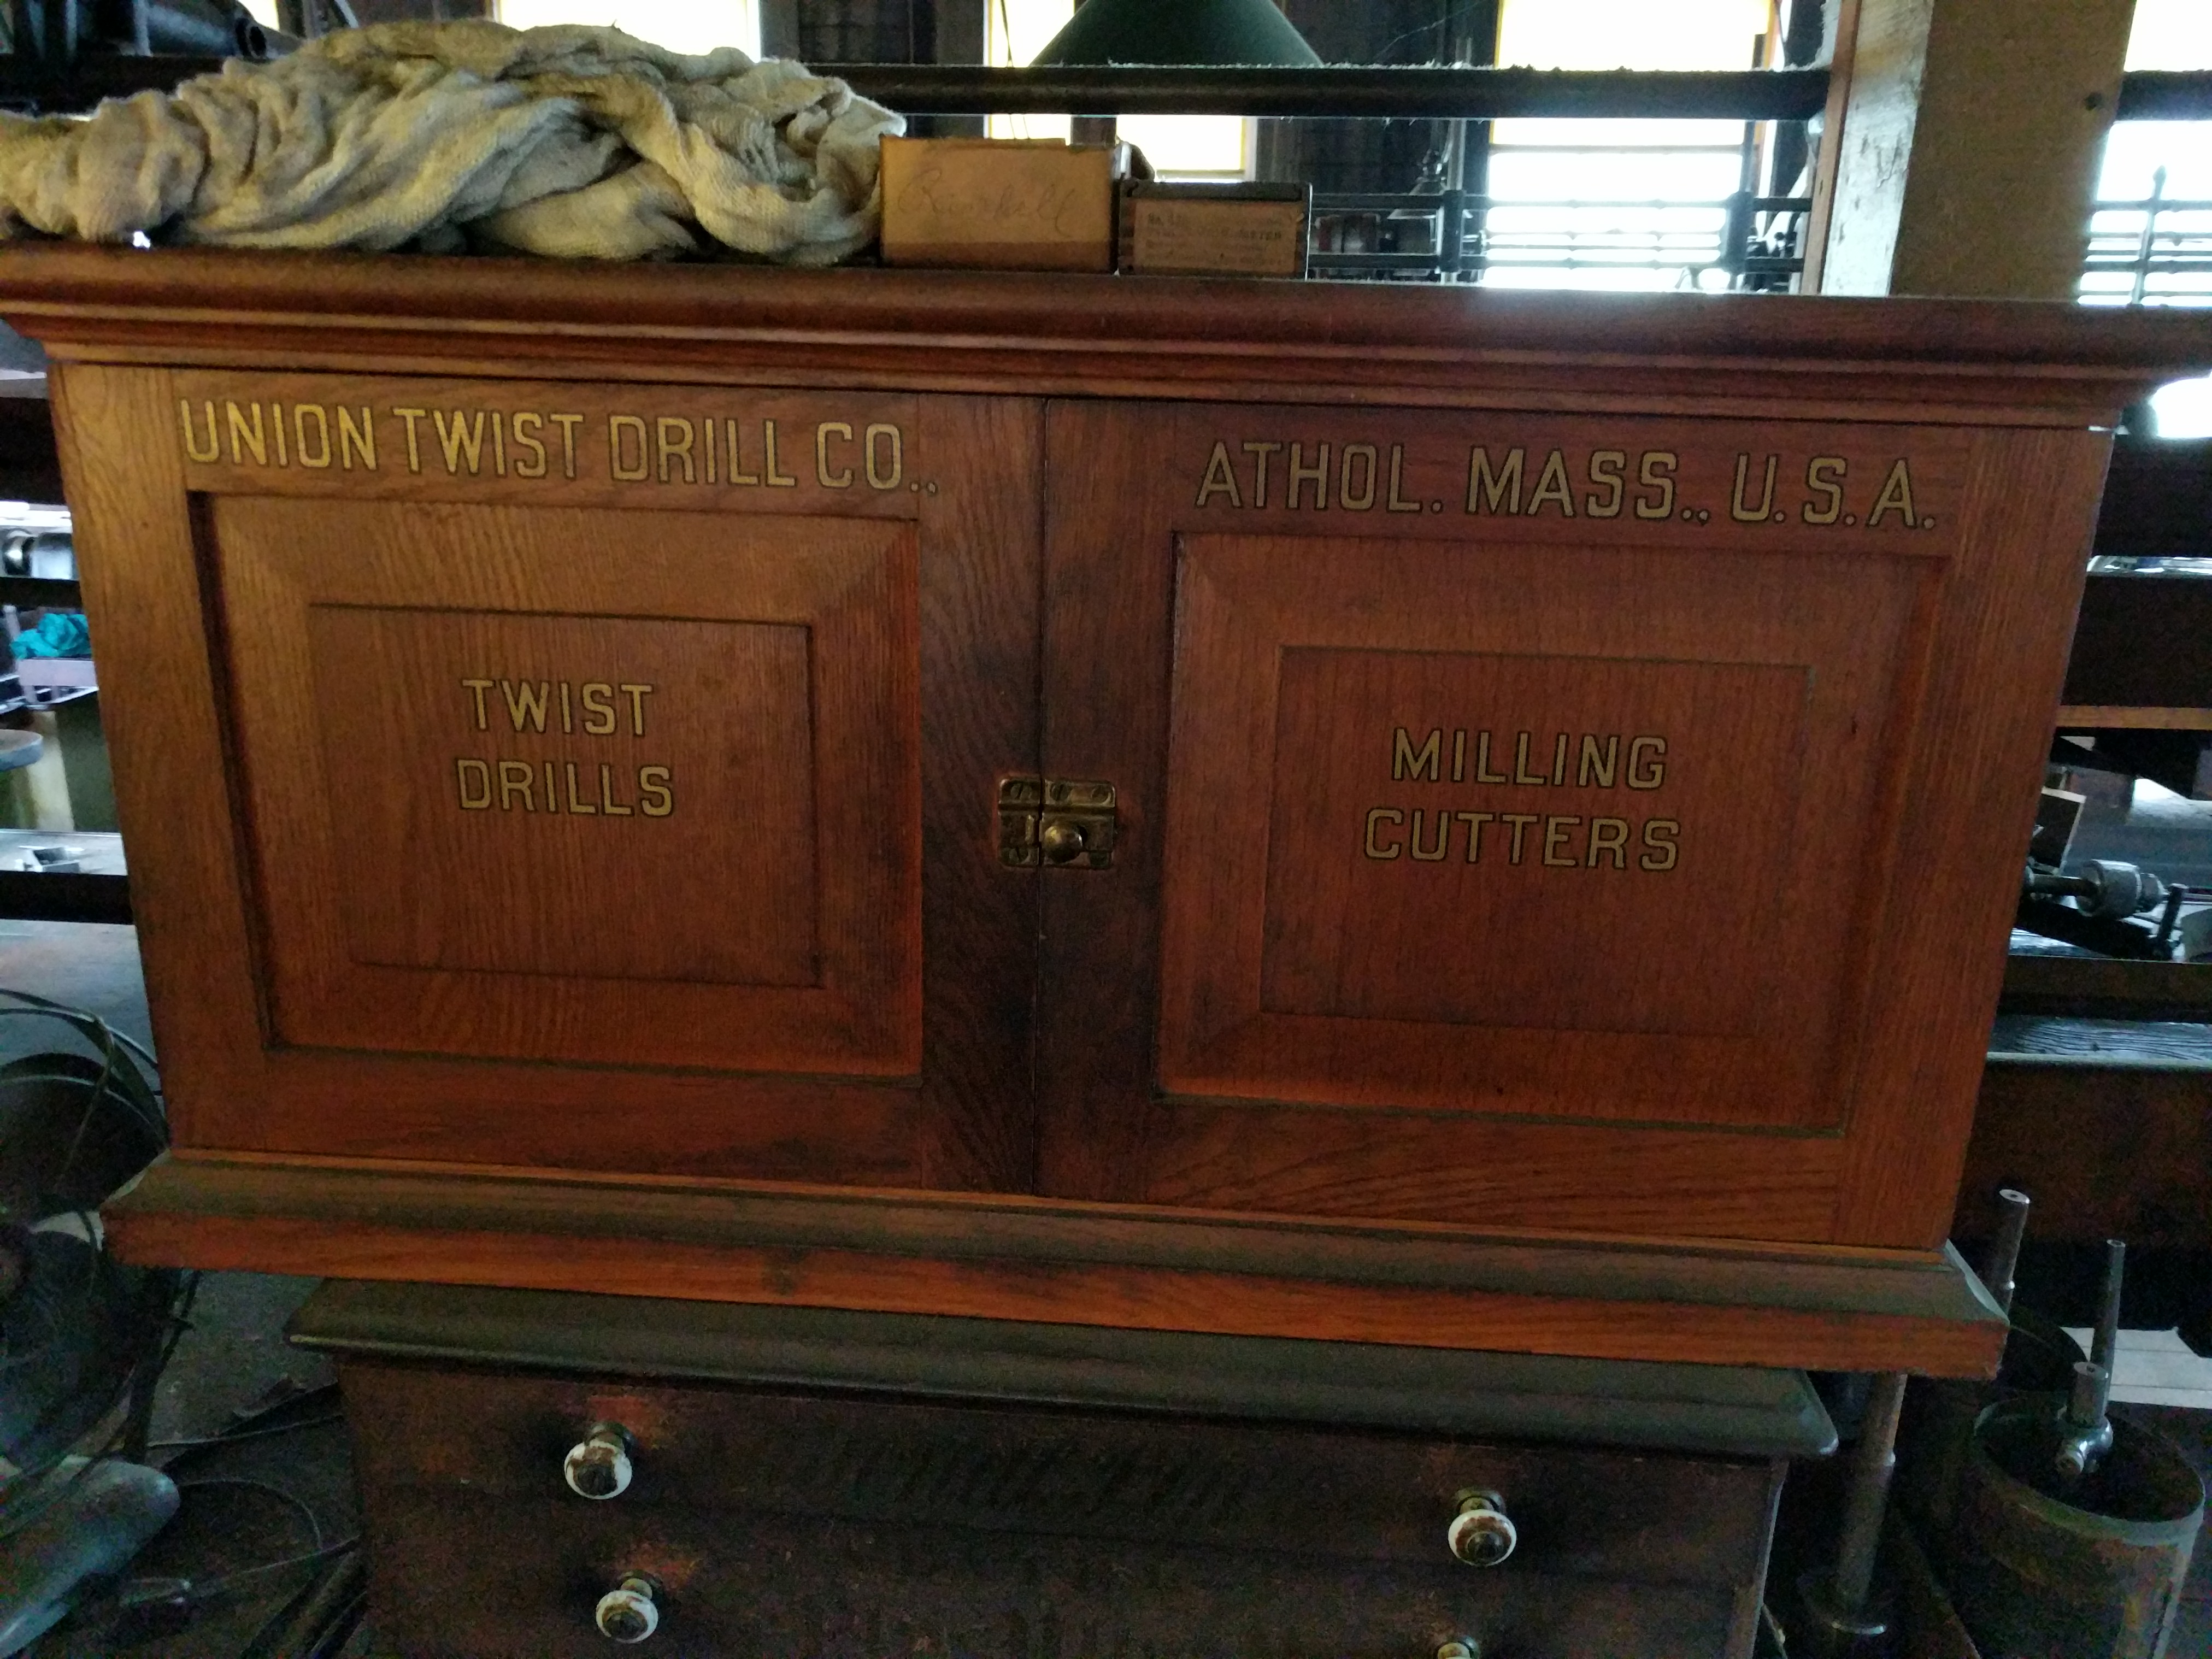 UNION TWIST DRILL CO.,
ATHOL. MASS., U.S.A.
TWIST
DRILLS
MILLING
CUTTERS